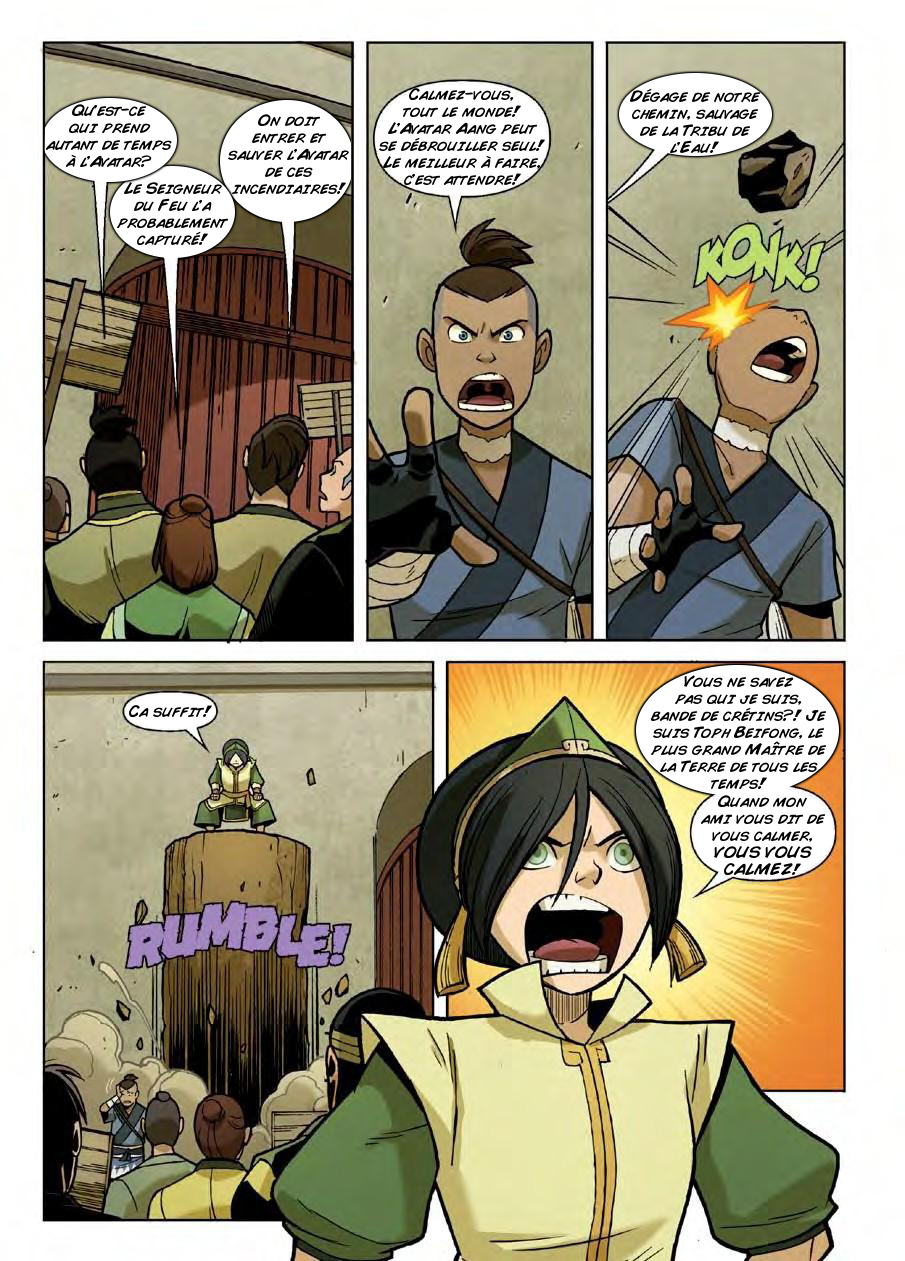 QU'EST-CE
QUI PREND
AUTANT DE TEMPS
À L'AVATAR?
LE SEIGNEUR
DU FEU L'A
PROBABLEMENT
CAPTURÉ!
ON DOIT
ENTRER ET
SAUVER L'AVATAR
DE CES
INCENDIAIRES!
CALMEZ-VOUS,
TOUT LE MONDE!
L'AVATAR AANG PEUT
SE DÉBROUILLER SEUL!
LE MEILLEUR À FAIRE,
C'EST ATTENDRE!
DÉGAGE DE NOTRE
CHEMIN, SAUVAGE
DE LA TRIBU DE
L'EAU!
KONK!
CA SUFFIT!
RUMBLE!
VOUS NE SAVEZ
PAS QUI JE SUIS,
BANDE DE CRÉTINS?! JE
SUIS TOPH BEIFONG, LE
PLUS GRAND MAÎTRE DE
LA TERRE DE TOUS LES
TEMPS!
QUAND MON
AMI VOUS DIT DE
VOUS CALMER,
VOUS VOUS
CALMEZ!